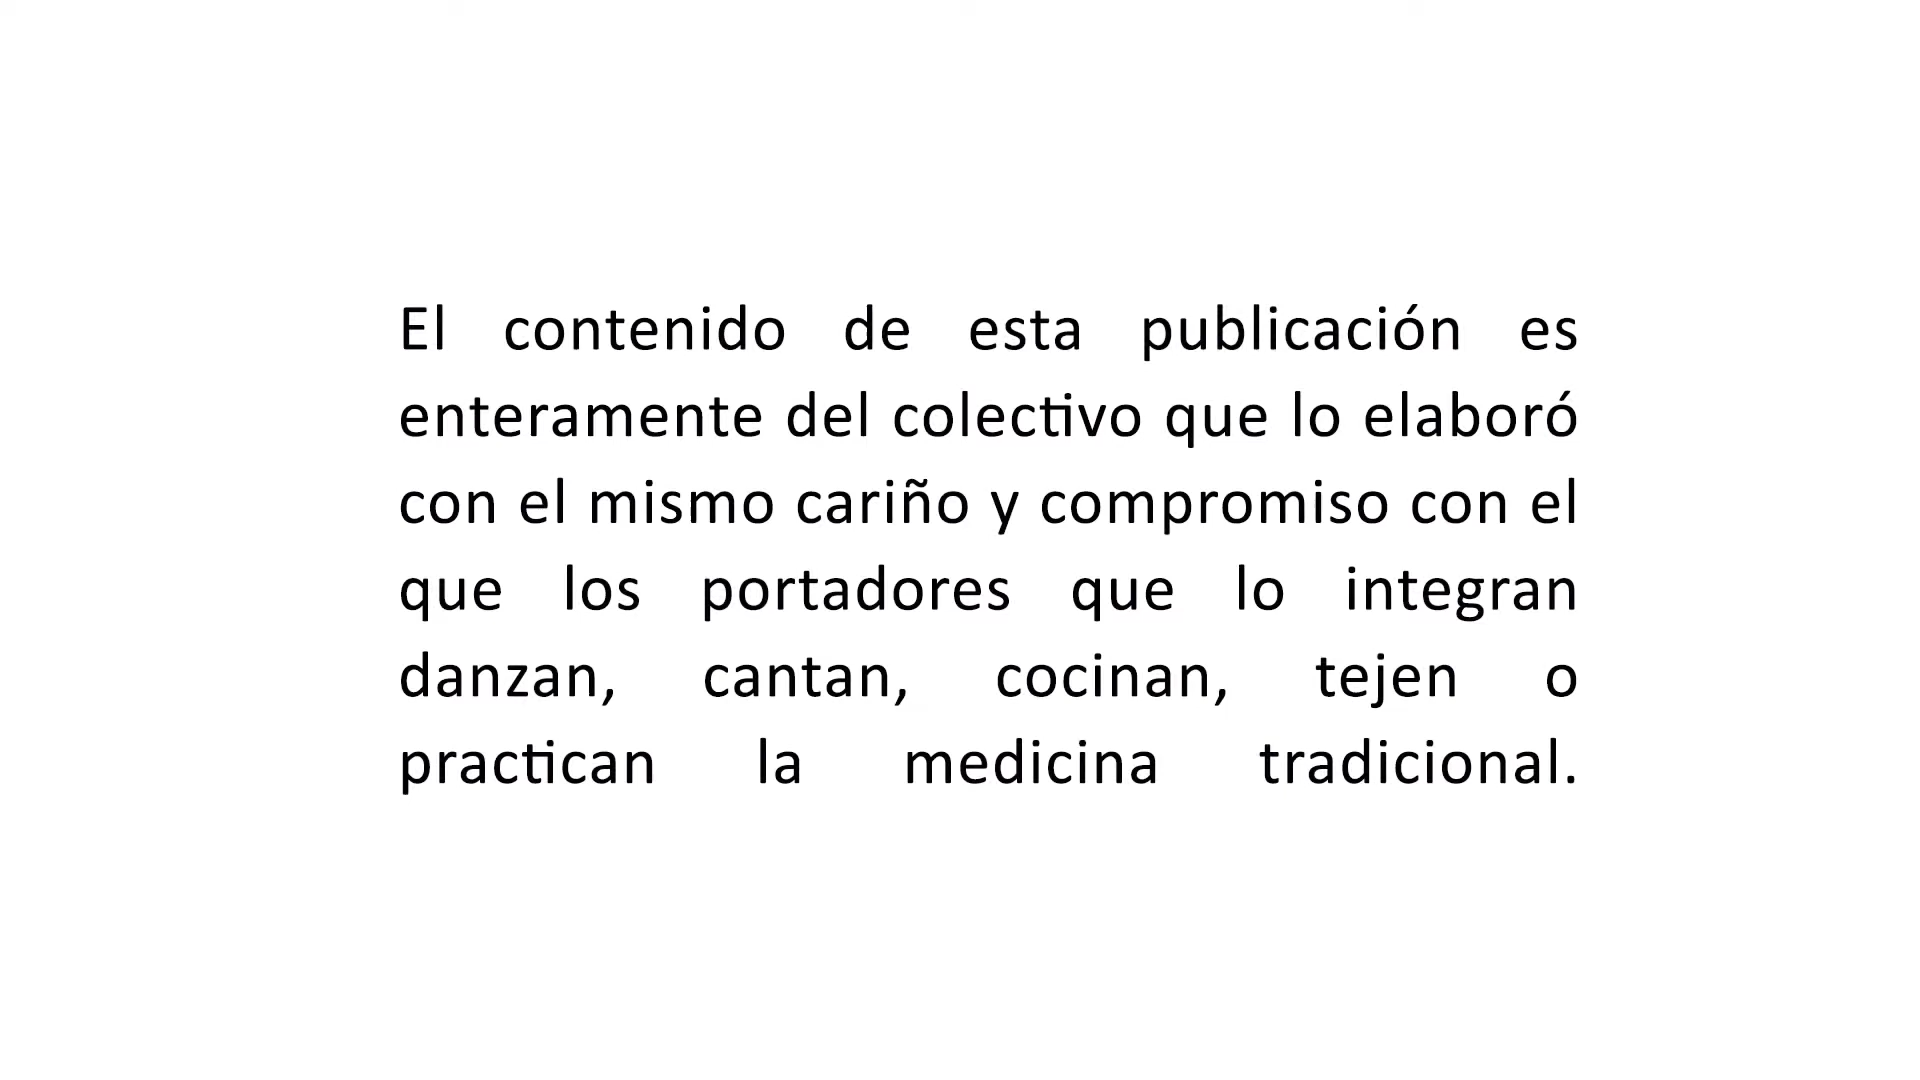 El contenido de esta publicación es
enteramente del colectivo que lo elaboró
con el mismo cariño y compromiso con el
que los portadores que lo integran
danzan, cantan, cocinan, tejen o
practican la medicina tradicional.